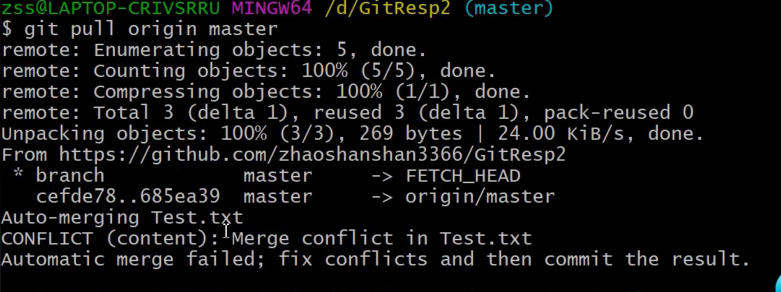 zss@LAPTOP-CRIVSRRU MINGW64 /d/GitResp2 (master)
$ git pull origin master
remote: Enumerating objects: 5, done.
remote: Counting objects: 100% (5/5), done.
remote: Compressing objects: 100% (1/1), done.
remote: Total 3 (delta 1), reused 3 (delta 1), pack-reused 0
Unpacking objects: 100% (3/3), 269 bytes | 24.00 KiB/s, done.
From https://github.com/zhaoshanshan3366/GitResp2
 * branch            master     -> FETCH_HEAD
   cefde78..685ea39  master     -> origin/master
Auto-merging Test.txt
CONFLICT (content): Merge conflict in Test.txt
Automatic merge failed; fix conflicts and then commit the result.